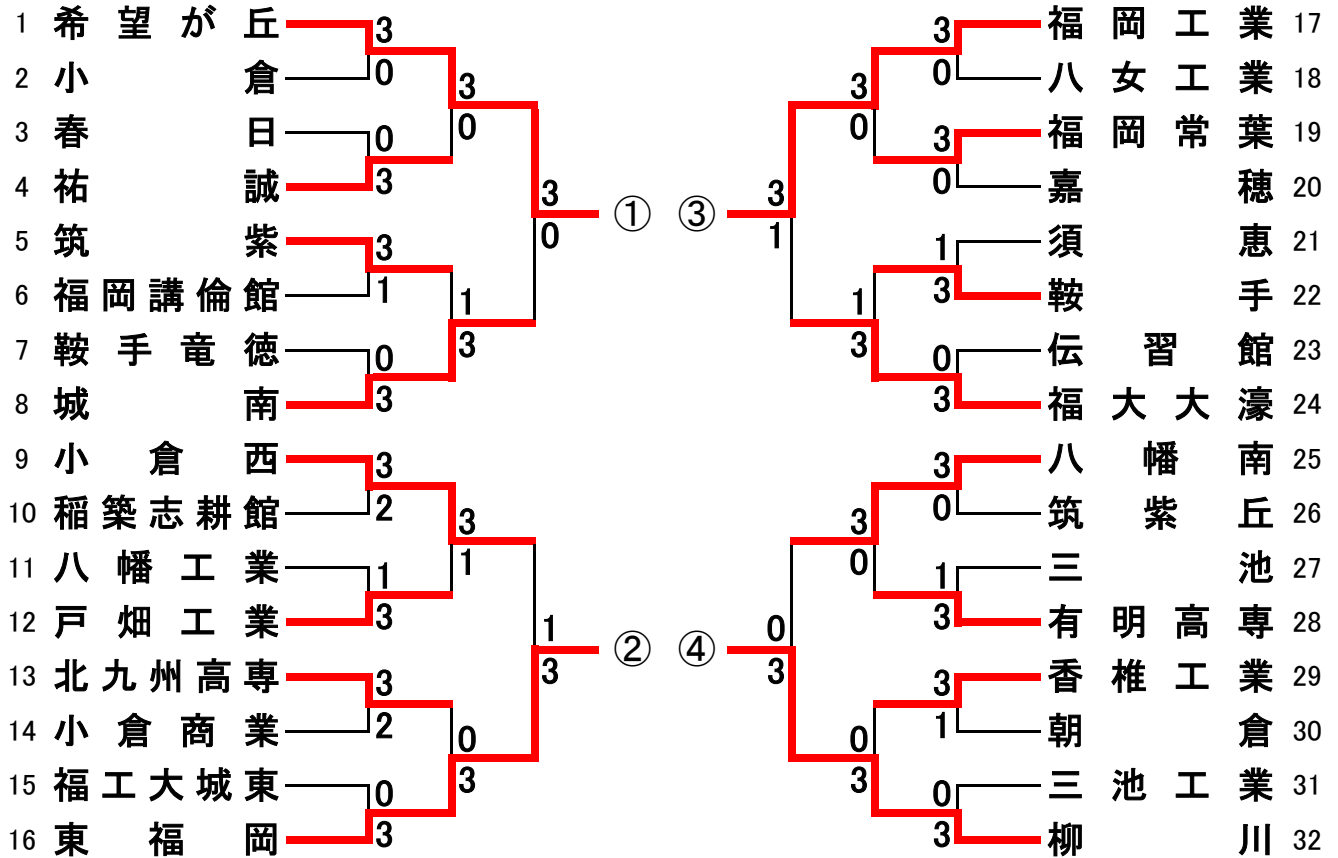 1 希望が丘
2 小倉
3 春日
4 祐誠
5 筑紫
6 福岡講倫館
7 鞍手竜徳
8 城南
9 小倉西
10 稲築志耕館
11 八幡工業
12 戸畑工業
13 北九州高専
14 小倉商業
15 福工大城東
16 東福岡
3
0
0
3
3
1
0
3
3
2
1
3
3
2
0
3
3
0
1
3
3
1
0
3
3
0
1
3
①
②
③
④
3
1
0
3
3
0
1
3
3
0
0
3
3
0
3
0
1
3
0
3
3
0
1
3
3
1
0
3
福岡工業 17
八女工業 18
福岡常葉 19
嘉穂 20
須恵 21
鞍手 22
伝習館 23
福大大濠 24
八幡南 25
筑紫丘 26
三池 27
有明高専 28
香椎工業 29
朝倉 30
三池工業 31
柳川 32